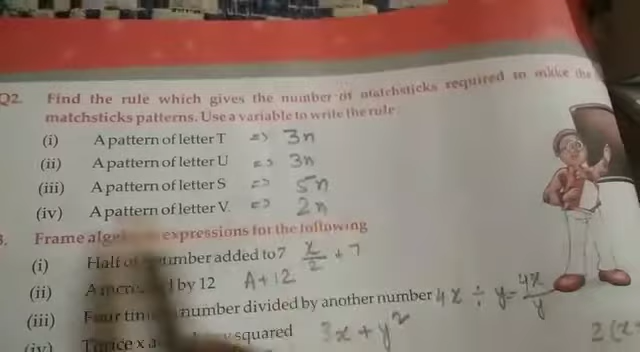 Q2. Find the rule which gives the number of matchsticks required to make the
matchsticks patterns. Use a variable to write the rule
(i) A pattern of letter T => 3n
(ii) A pattern of letter U => 3n
(iii) A pattern of letter S => 5n
(iv) A pattern of letter V. => 2n
3. Frame expressions for the following
(i) Half of number added to 7 x/2 + 7
(ii) A by 12 A+12
(iii) Four number divided by another number 4x ÷ y = 4x/y
(iv) x squared 3x + y²